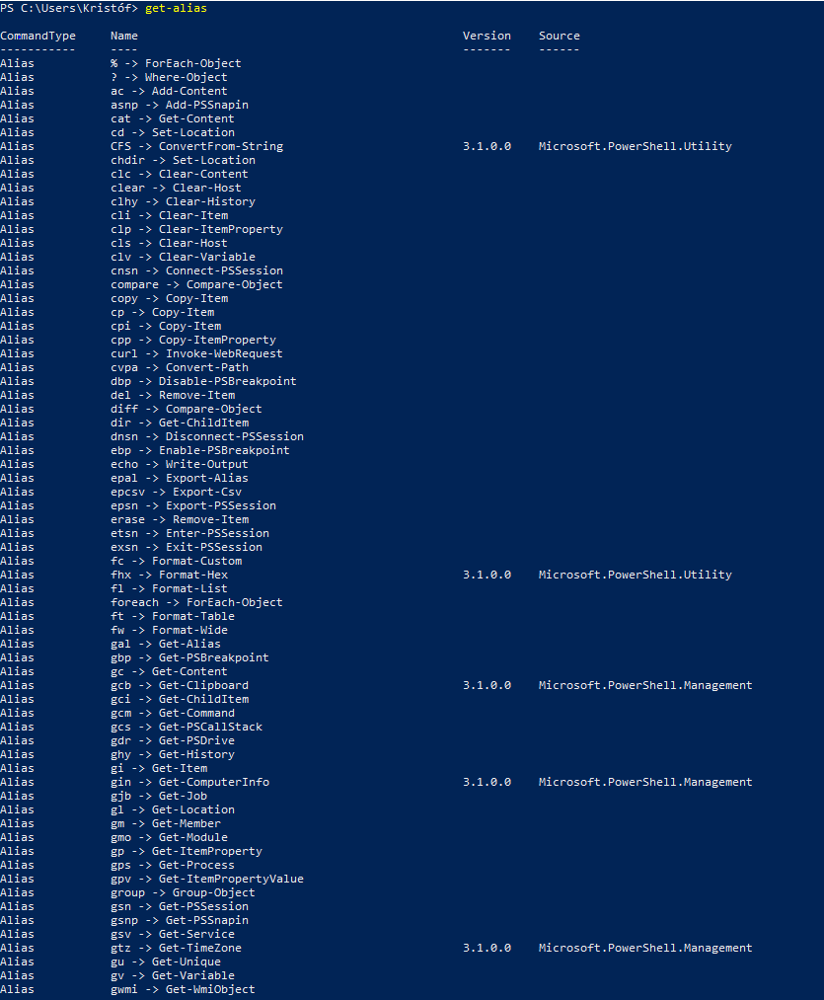 PS C:\Users\Kristóf> get-alias
CommandType     Name                                               Version    Source
-----------     ----                                               -------    ------
Alias           % -> ForEach-Object
Alias           ? -> Where-Object
Alias           ac -> Add-Content
Alias           asnp -> Add-PSSnapin
Alias           cat -> Get-Content
Alias           cd -> Set-Location
Alias           CFS -> ConvertFrom-String                          3.1.0.0    Microsoft.PowerShell.Utility
Alias           chdir -> Set-Location
Alias           clc -> Clear-Content
Alias           clear -> Clear-Host
Alias           clhy -> Clear-History
Alias           cli -> Clear-Item
Alias           clp -> Clear-ItemProperty
Alias           cls -> Clear-Host
Alias           clv -> Clear-Variable
Alias           cnsn -> Connect-PSSession
Alias           compare -> Compare-Object
Alias           copy -> Copy-Item
Alias           cp -> Copy-Item
Alias           cpi -> Copy-Item
Alias           cpp -> Copy-ItemProperty
Alias           curl -> Invoke-WebRequest
Alias           cvpa -> Convert-Path
Alias           dbp -> Disable-PSBreakpoint
Alias           del -> Remove-Item
Alias           diff -> Compare-Object
Alias           dir -> Get-ChildItem
Alias           dnsn -> Disconnect-PSSession
Alias           ebp -> Enable-PSBreakpoint
Alias           echo -> Write-Output
Alias           epal -> Export-Alias
Alias           epcsv -> Export-Csv
Alias           epsn -> Export-PSSession
Alias           erase -> Remove-Item
Alias           etsn -> Enter-PSSession
Alias           exsn -> Exit-PSSession
Alias           fc -> Format-Custom
Alias           fhx -> Format-Hex                                  3.1.0.0    Microsoft.PowerShell.Utility
Alias           fl -> Format-List
Alias           foreach -> ForEach-Object
Alias           ft -> Format-Table
Alias           fw -> Format-Wide
Alias           gal -> Get-Alias
Alias           gbp -> Get-PSBreakpoint
Alias           gc -> Get-Content
Alias           gcb -> Get-Clipboard                               3.1.0.0    Microsoft.PowerShell.Management
Alias           gci -> Get-ChildItem
Alias           gcm -> Get-Command
Alias           gcs -> Get-PSCallStack
Alias           gdr -> Get-PSDrive
Alias           ghy -> Get-History
Alias           gi -> Get-Item
Alias           gin -> Get-ComputerInfo                            3.1.0.0    Microsoft.PowerShell.Management
Alias           gjb -> Get-Job
Alias           gl -> Get-Location
Alias           gm -> Get-Member
Alias           gmo -> Get-Module
Alias           gp -> Get-ItemProperty
Alias           gps -> Get-Process
Alias           gpv -> Get-ItemPropertyValue
Alias           group -> Group-Object
Alias           gsn -> Get-PSSession
Alias           gsnp -> Get-PSSnapin
Alias           gsv -> Get-Service
Alias           gtz -> Get-TimeZone                                3.1.0.0    Microsoft.PowerShell.Management
Alias           gu -> Get-Unique
Alias           gv -> Get-Variable
Alias           gwmi -> Get-WmiObject